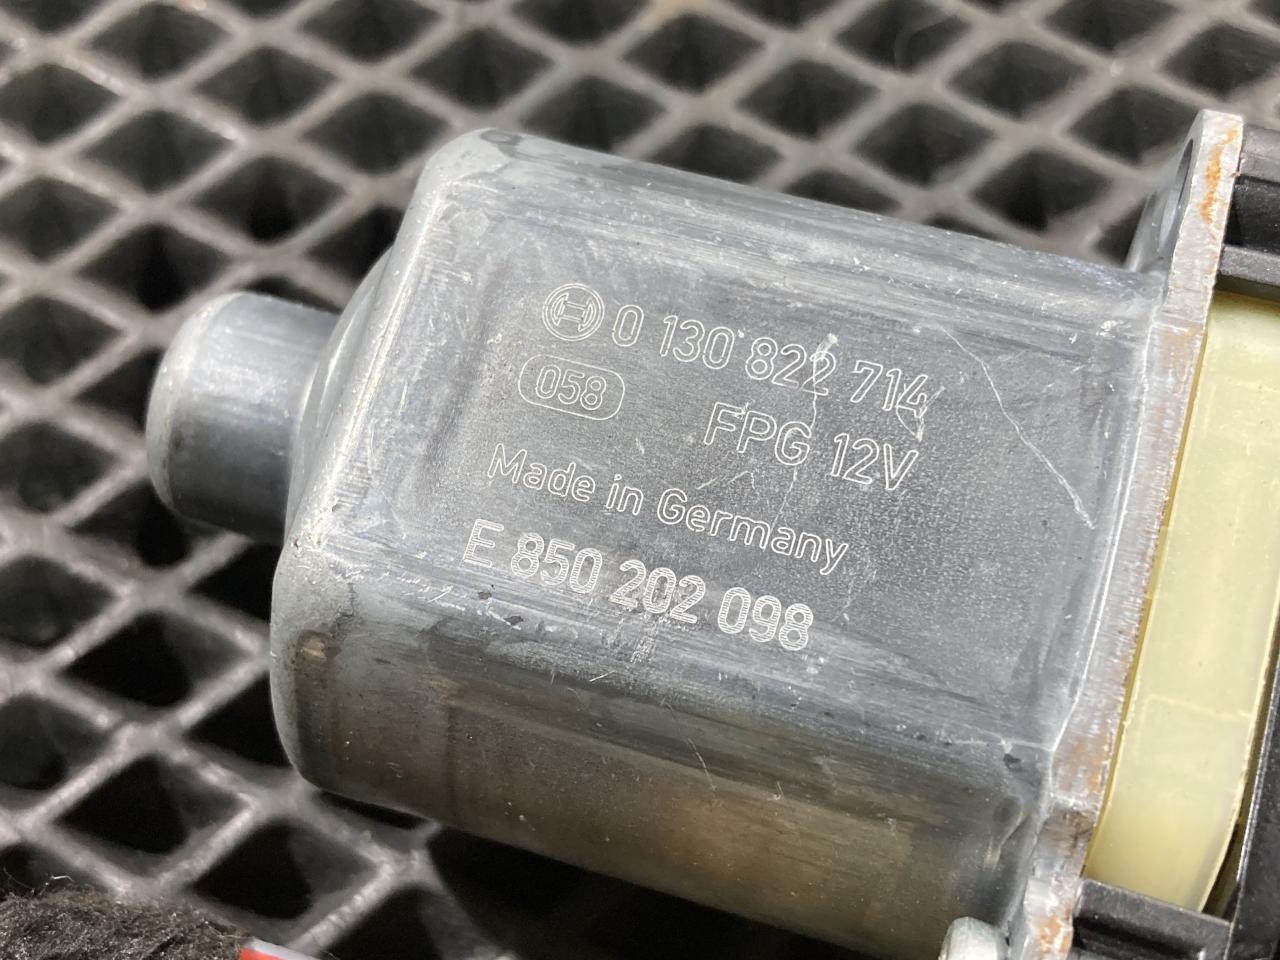 0 130 822 714
058 FPG 12V
Made in Germany
E 850 202 098